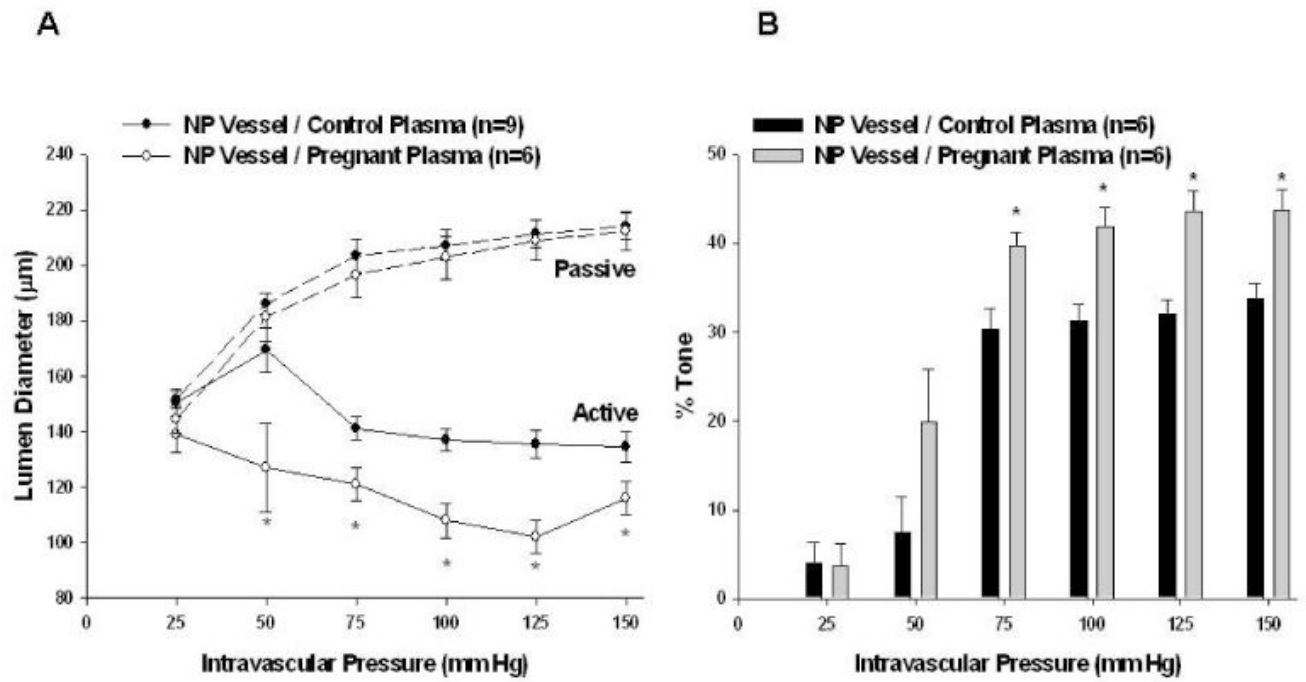 A
NP Vessel / Control Plasma (n=9)
NP Vessel / Pregnant Plasma (n=6)
240
220
200
180
160
140
120
100
80
Lumen Diameter (μm)
Passive
Active
*
*
*
*
*
0 25 50 75 100 125 150
Intravascular Pressure (mmHg)
B
NP Vessel / Control Plasma (n=6)
NP Vessel / Pregnant Plasma (n=6)
50
40
30
20
10
0
% Tone
*
*
*
*
0 25 50 75 100 125 150
Intravascular Pressure (mmHg)